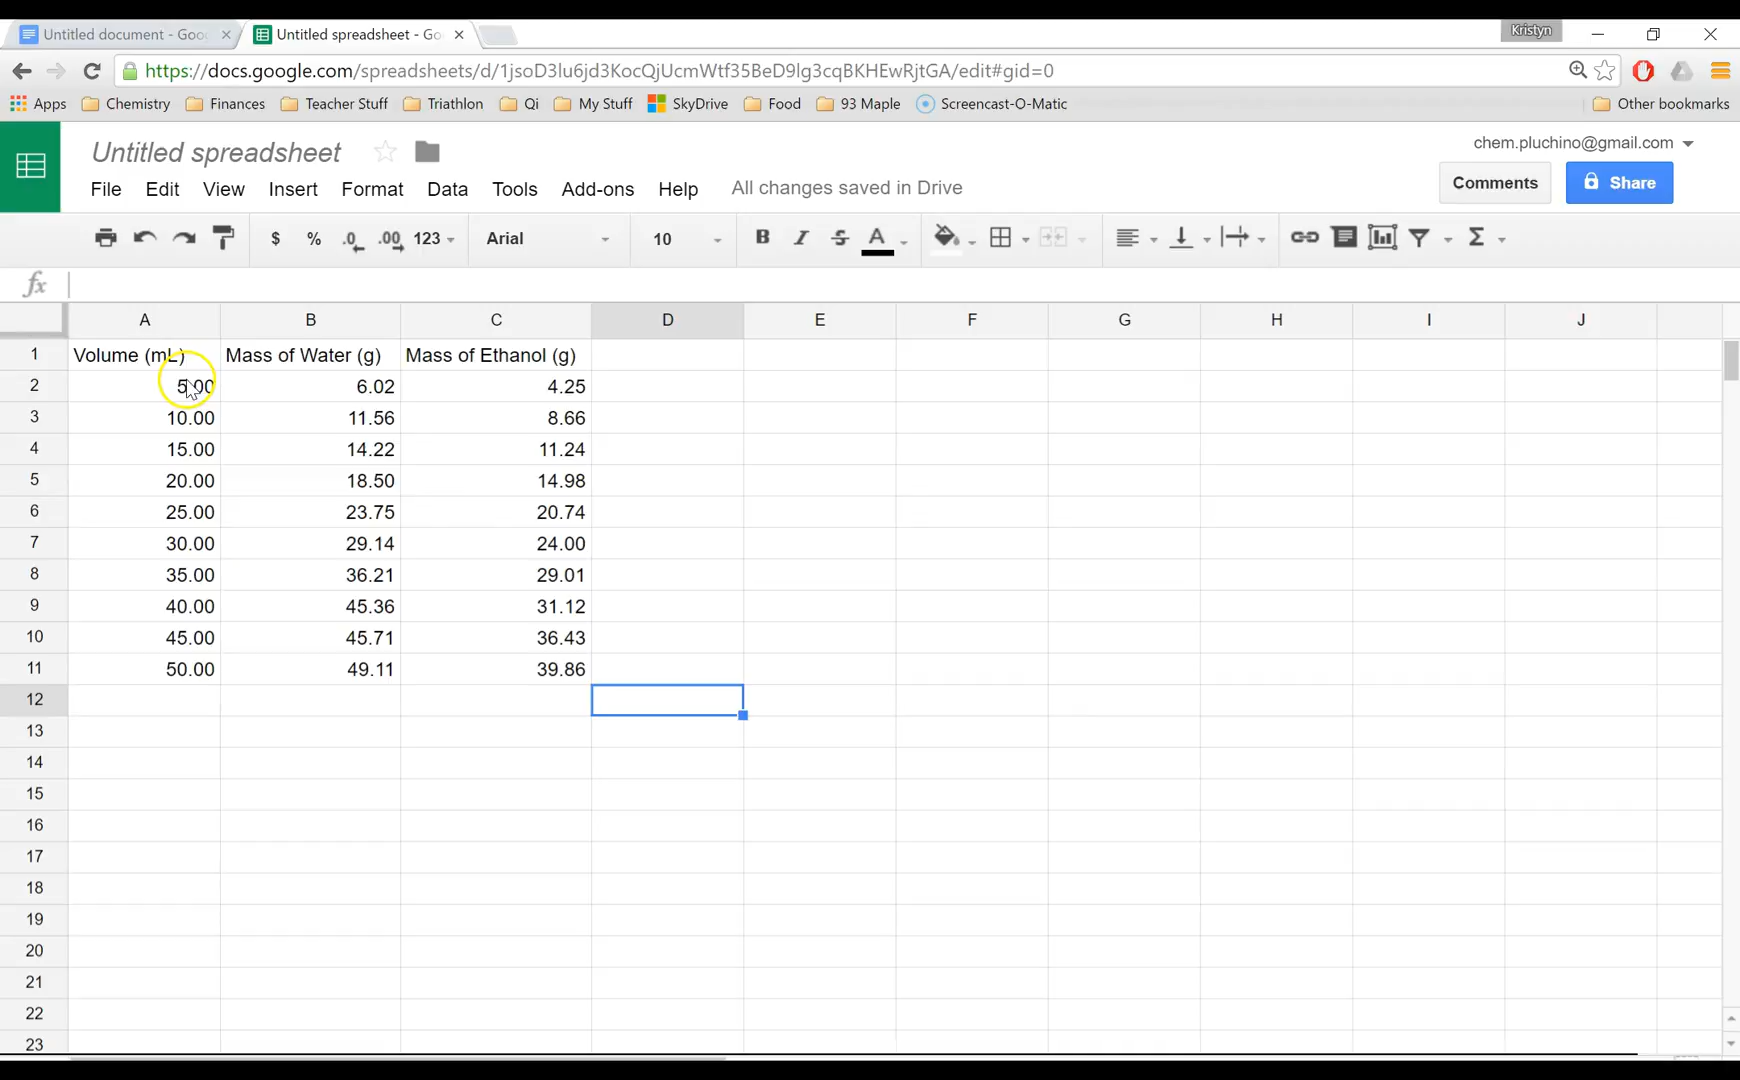 Untitled document - Goo
Untitled spreadsheet - Go
Kristyn
https://docs.google.com/spreadsheets/d/1jsoD3lu6jd3KocQjUcmWtf35BeD9lg3cqBKHEwRjtGA/edit#gid=0
Apps Chemistry Finances Teacher Stuff Triathlon Qi My Stuff SkyDrive Food 93 Maple Screencast-O-Matic Other bookmarks
Untitled spreadsheet
chem.pluchino@gmail.com
File Edit View Insert Format Data Tools Add-ons Help All changes saved in Drive
Comments Share
$ % .0 .00 123 Arial 10 B I S A Σ
fx
A B C D E F G H I J
1 Volume (mL) Mass of Water (g) Mass of Ethanol (g)
2 5.00 6.02 4.25
3 10.00 11.56 8.66
4 15.00 14.22 11.24
5 20.00 18.50 14.98
6 25.00 23.75 20.74
7 30.00 29.14 24.00
8 35.00 36.21 29.01
9 40.00 45.36 31.12
10 45.00 45.71 36.43
11 50.00 49.11 39.86
12
13
14
15
16
17
18
19
20
21
22
23